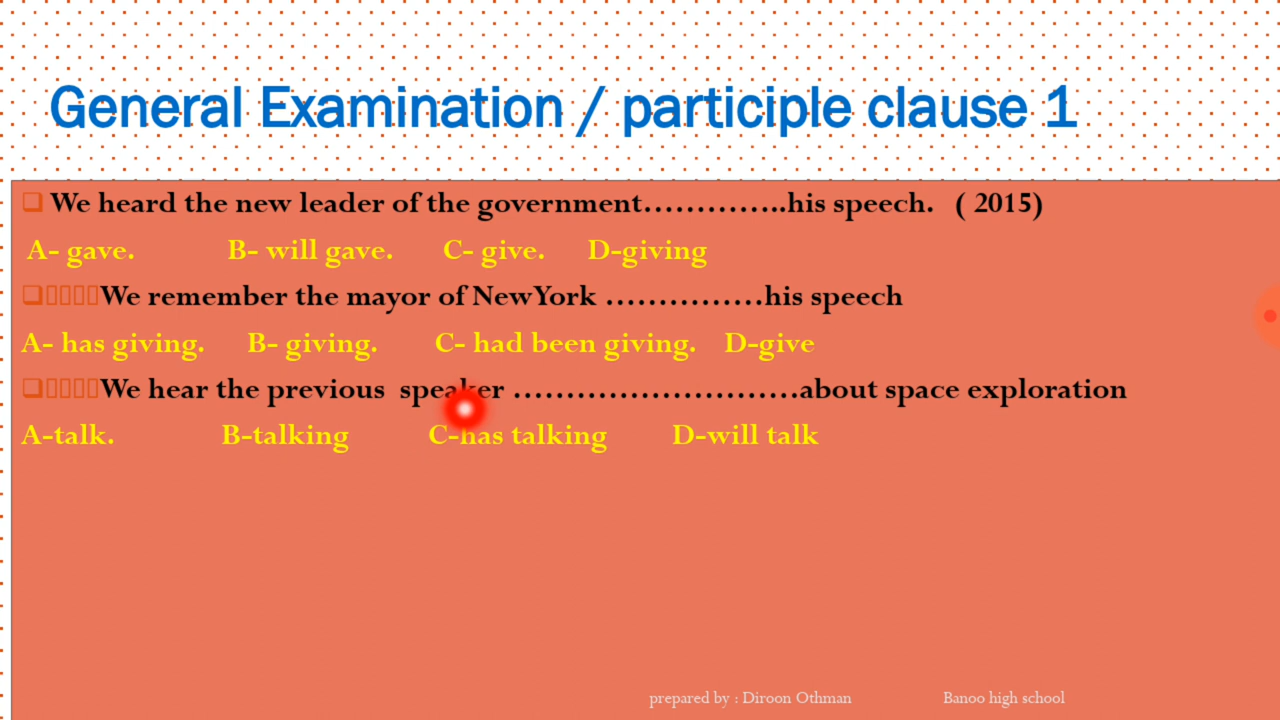 General Examination / participle clause 1
We heard the new leader of the government…………..his speech. ( 2015)
A- gave. B- will gave. C- give. D-giving
We remember the mayor of NewYork ……………his speech
A- has giving. B- giving. C- had been giving. D-give
We hear the previous speaker ………………………about space exploration
A-talk. B-talking C-has talking D-will talk
prepared by : Diroon Othman Banoo high school